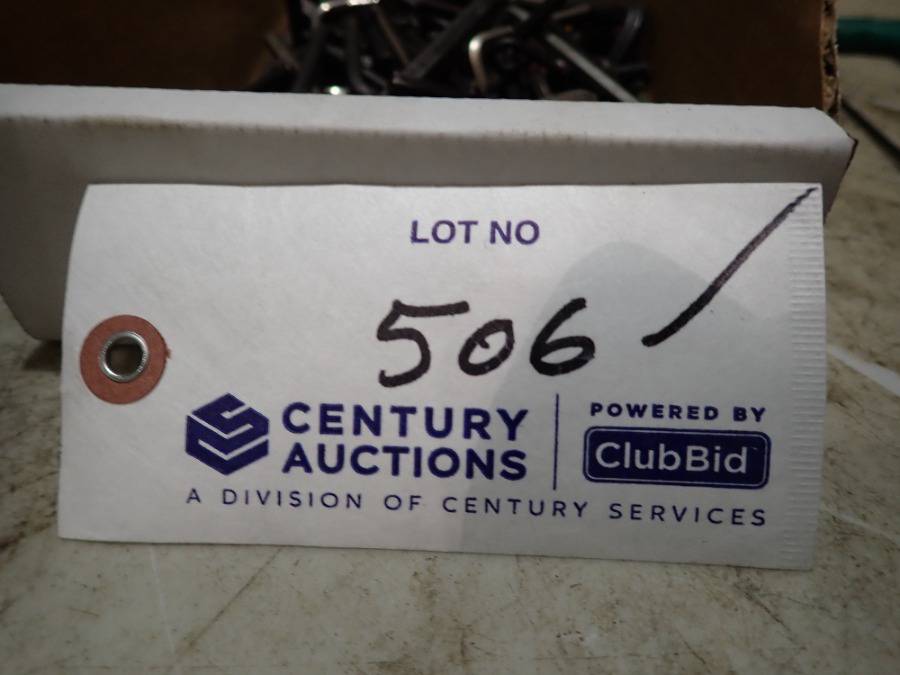 LOT NO
506
CENTURY
AUCTIONS
POWERED BY
ClubBid
A DIVISION OF CENTURY SERVICES